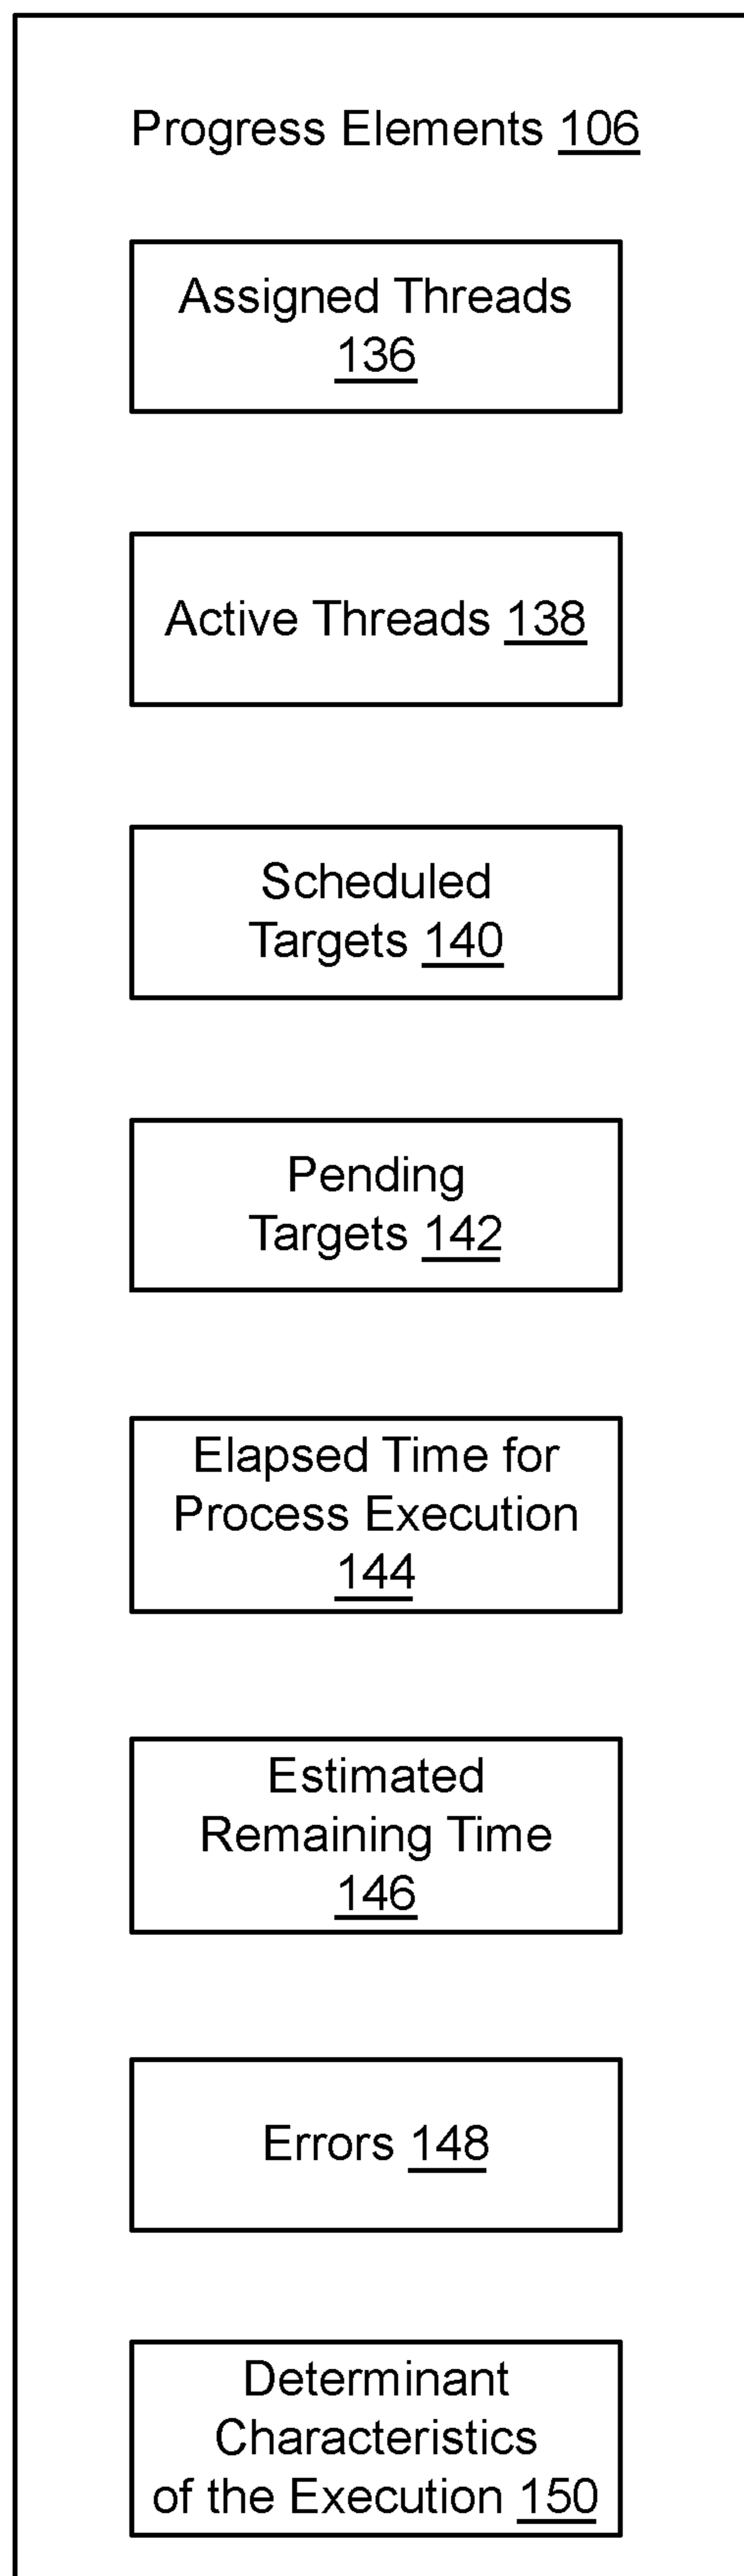 Progress Elements 106
Assigned Threads
136
Active Threads 138
Scheduled
Targets 140
Pending
Targets 142
Elapsed Time for
Process Execution
144
Estimated
Remaining Time
146
Errors 148
Determinant
Characteristics
of the Execution 150